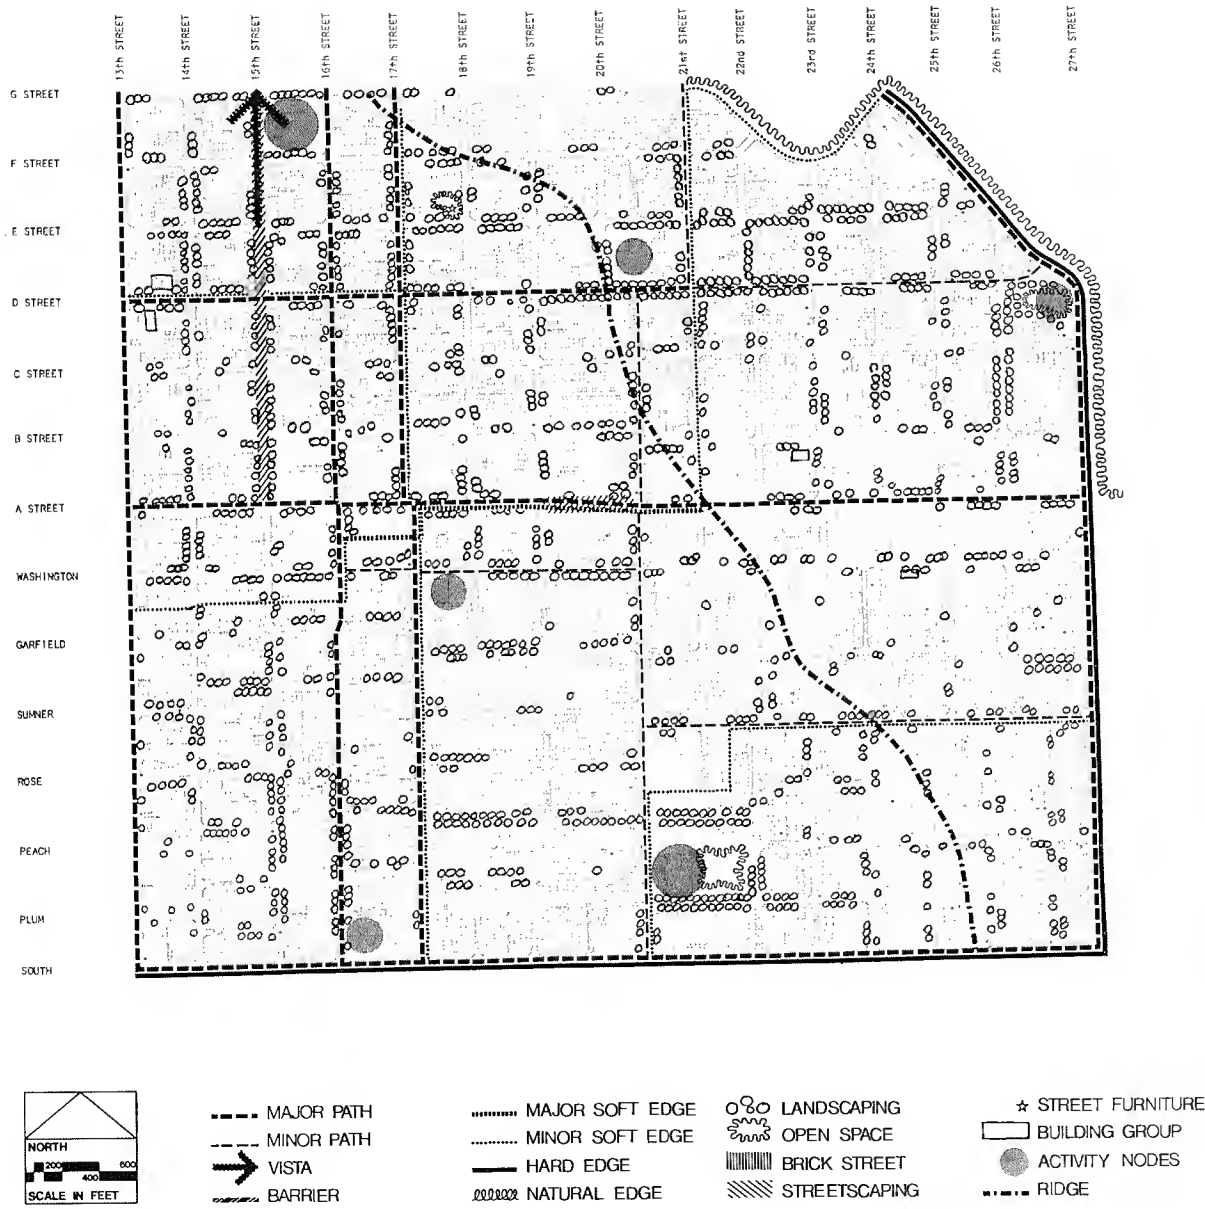 13th STREET
14th STREET
15th STREET
16th STREET
17th STREET
18th STREET
19th STREET
20th STREET
21st STREET
22nd STREET
23rd STREET
24th STREET
25th STREET
26th STREET
27th STREET
G STREET
F STREET
E STREET
D STREET
C STREET
B STREET
A STREET
WASHINGTON
GARFIELD
SUMNER
ROSE
PEACH
PLUM
SOUTH
NORTH
200 600
400
SCALE IN FEET
MAJOR PATH
MINOR PATH
VISTA
BARRIER
MAJOR SOFT EDGE
MINOR SOFT EDGE
HARD EDGE
NATURAL EDGE
LANDSCAPING
OPEN SPACE
BRICK STREET
STREETSCAPING
STREET FURNITURE
BUILDING GROUP
ACTIVITY NODES
RIDGE